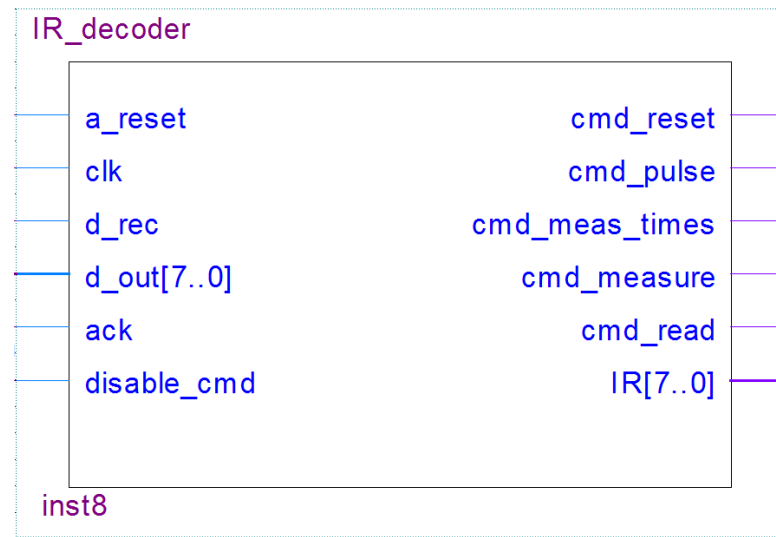 IR_decoder
a_reset cmd_reset
clk cmd_pulse
d_rec cmd_meas_times
d_out[7..0] cmd_measure
ack cmd_read
disable_cmd IR[7..0]
inst8